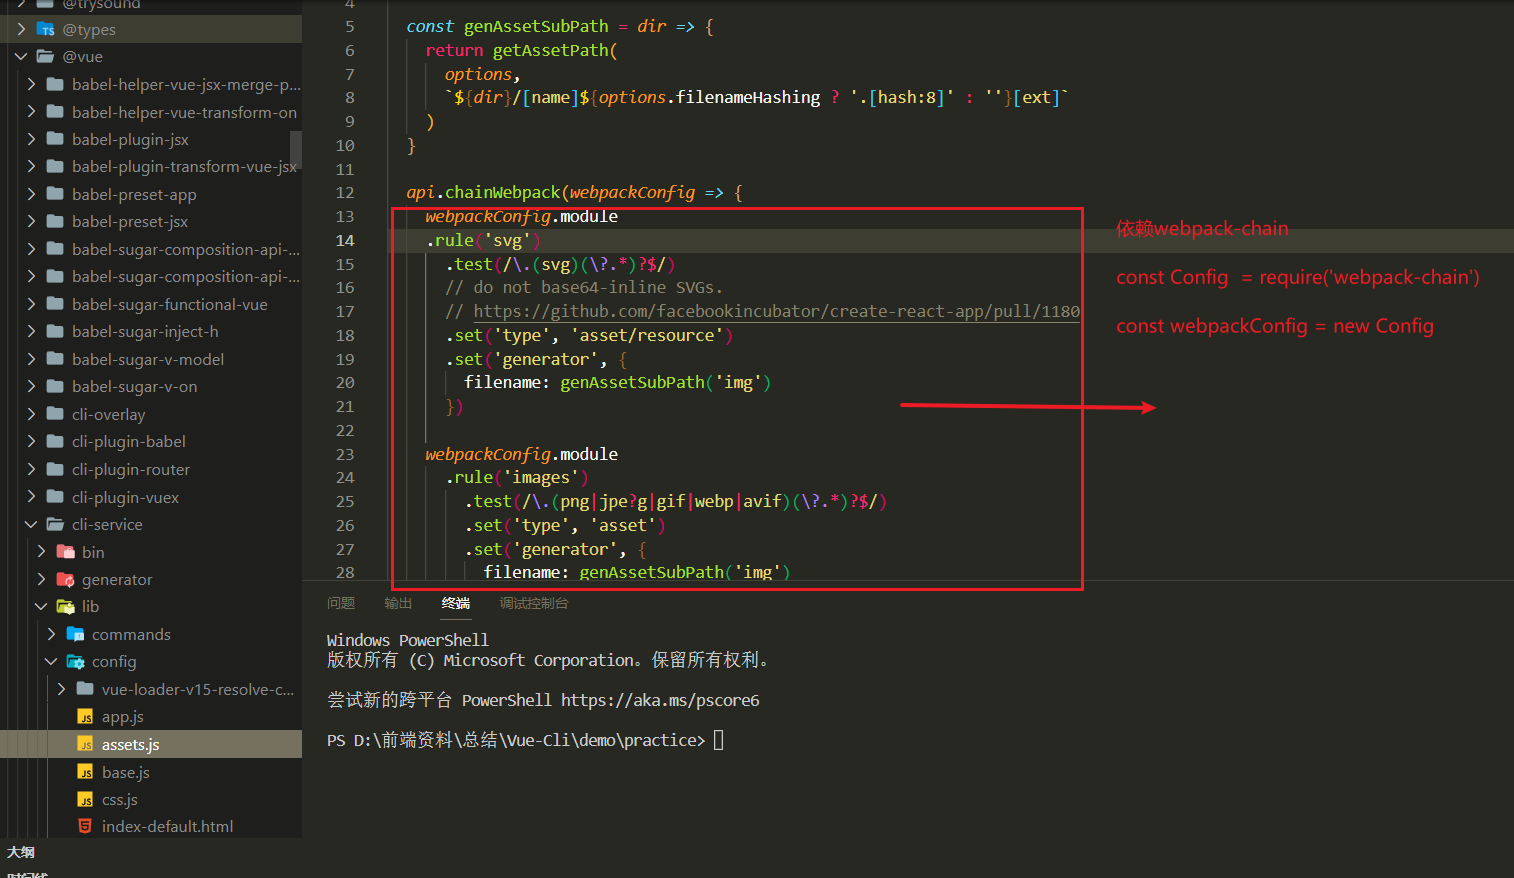 @trysound
@types
@vue
babel-helper-vue-jsx-merge-p...
babel-helper-vue-transform-on
babel-plugin-jsx
babel-plugin-transform-vue-jsx
babel-preset-app
babel-preset-jsx
babel-sugar-composition-api-...
babel-sugar-composition-api-...
babel-sugar-functional-vue
babel-sugar-inject-h
babel-sugar-v-model
babel-sugar-v-on
cli-overlay
cli-plugin-babel
cli-plugin-router
cli-plugin-vuex
cli-service
bin
generator
lib
commands
config
vue-loader-v15-resolve-c...
app.js
assets.js
base.js
css.js
index-default.html
大纲
时间线
4
5 const genAssetSubPath = dir => {
6 return getAssetPath(
7 options,
8 `${dir}/[name]${options.filenameHashing ? '.[hash:8]' : ''}[ext]`
9 )
10 }
11
12 api.chainWebpack(webpackConfig => {
13 webpackConfig.module
14 .rule('svg')
15 .test(/\.(svg)(\?.*)?$/)
16 // do not base64-inline SVGs.
17 // https://github.com/facebookincubator/create-react-app/pull/1180
18 .set('type', 'asset/resource')
19 .set('generator', {
20 filename: genAssetSubPath('img')
21 })
22
23 webpackConfig.module
24 .rule('images')
25 .test(/\.(png|jpe?g|gif|webp|avif)(\?.*)?$/)
26 .set('type', 'asset')
27 .set('generator', {
28 filename: genAssetSubPath('img')
依赖webpack-chain
const Config = require('webpack-chain')
const webpackConfig = new Config
问题 输出 终端 调试控制台
Windows PowerShell
版权所有 (C) Microsoft Corporation。保留所有权利。
尝试新的跨平台 PowerShell https://aka.ms/pscore6
PS D:\前端资料\总结\Vue-Cli\demo\practice>